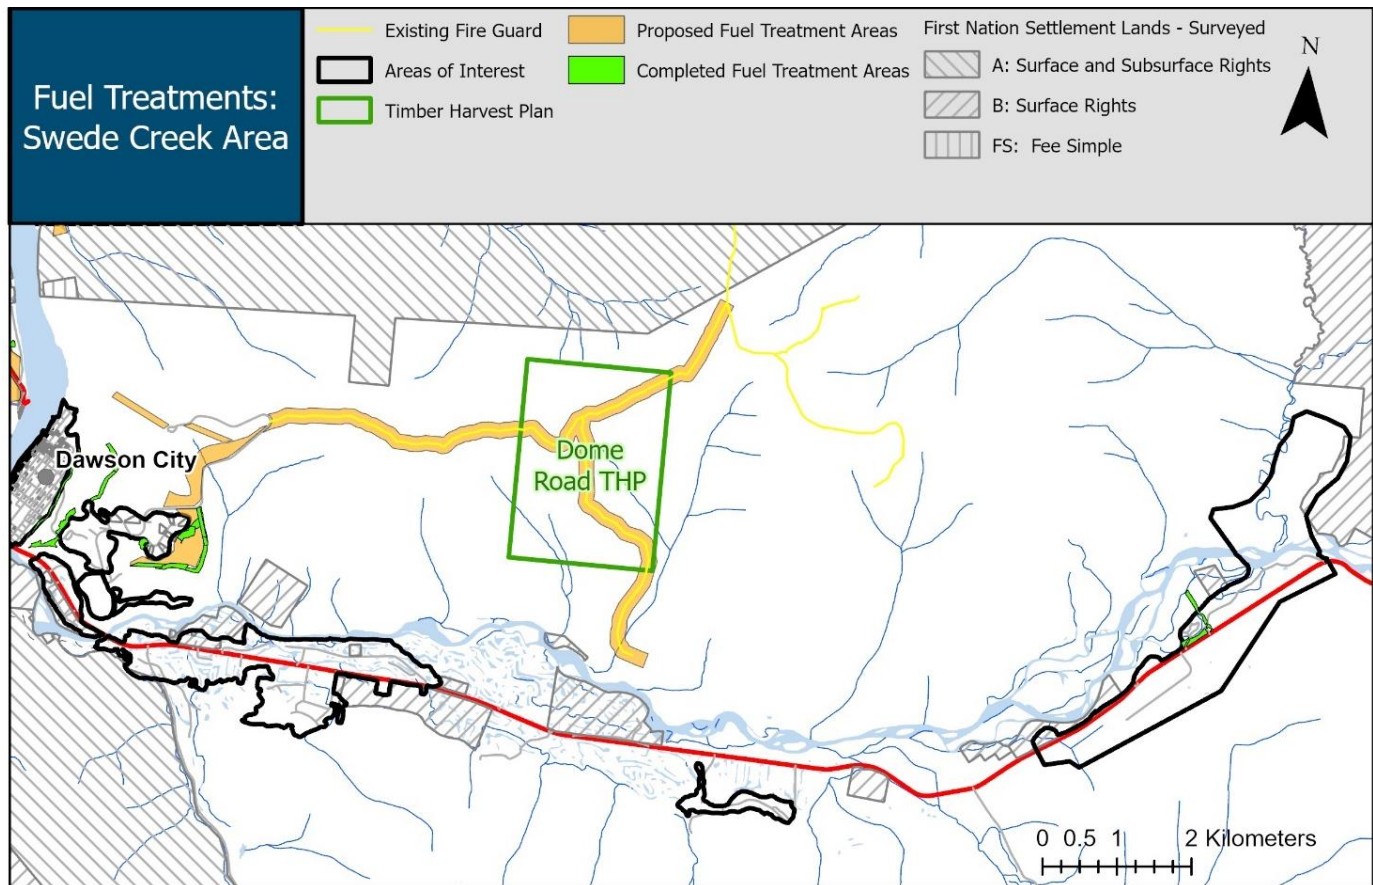 Fuel Treatments:
Swede Creek Area
Existing Fire Guard
Areas of Interest
Timber Harvest Plan
Proposed Fuel Treatment Areas
Completed Fuel Treatment Areas
First Nation Settlement Lands - Surveyed
A: Surface and Subsurface Rights
B: Surface Rights
FS: Fee Simple
N
Dawson City
Dome
Road THP
0 0.5 1 2 Kilometers